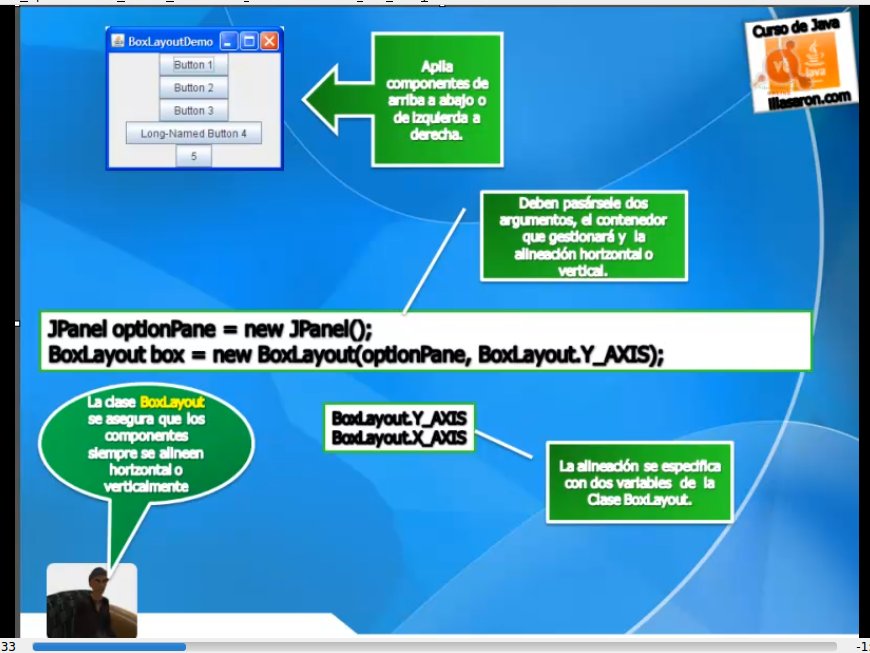 BoxLayoutDemo
Button 1
Button 2
Button 3
Long-Named Button 4
5
Apila
componentes de
arriba a abajo o
de izquierda a
derecha.
Curso de Java
illasaron.com
Deben pasársele dos
argumentos, el contenedor
que gestionará y la
alineación horizontal o
vertical.
JPanel optionPane = new JPanel();
BoxLayout box = new BoxLayout(optionPane, BoxLayout.Y_AXIS);
La clase BoxLayout
se asegura que los
componentes
siempre se alineen
horizontal o
verticalmente
BoxLayout.Y_AXIS
BoxLayout.X_AXIS
La alineación se especifica
con dos variables de la
Clase BoxLayout.
33